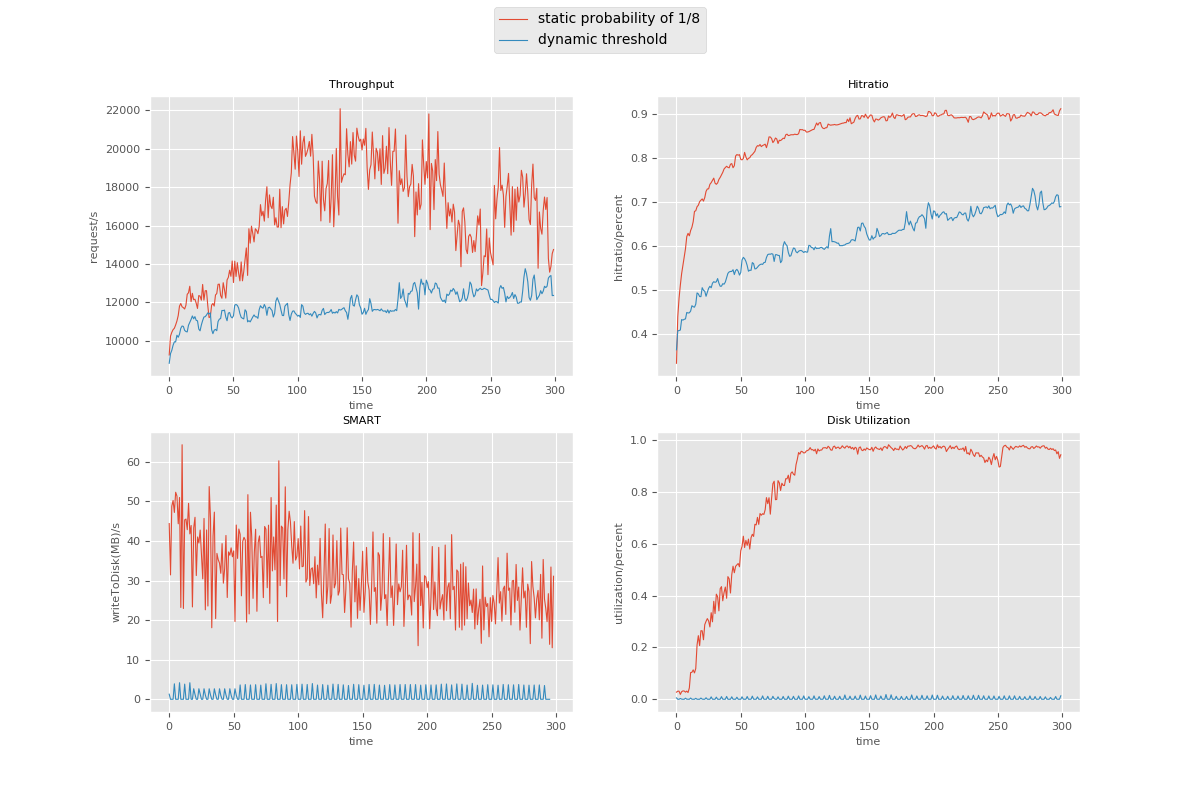 static probability of 1/8
dynamic threshold
Throughput
22000
20000
18000
16000
14000
12000
10000
request/s
0 50 100 150 200 250 300
time
Hitratio
0.9
0.8
0.7
0.6
0.5
0.4
hitratio/percent
0 50 100 150 200 250 300
time
SMART
60
50
40
30
20
10
0
writeToDisk(MB)/s
0 50 100 150 200 250 300
time
Disk Utilization
1.0
0.8
0.6
0.4
0.2
0.0
utilization/percent
0 50 100 150 200 250 300
time